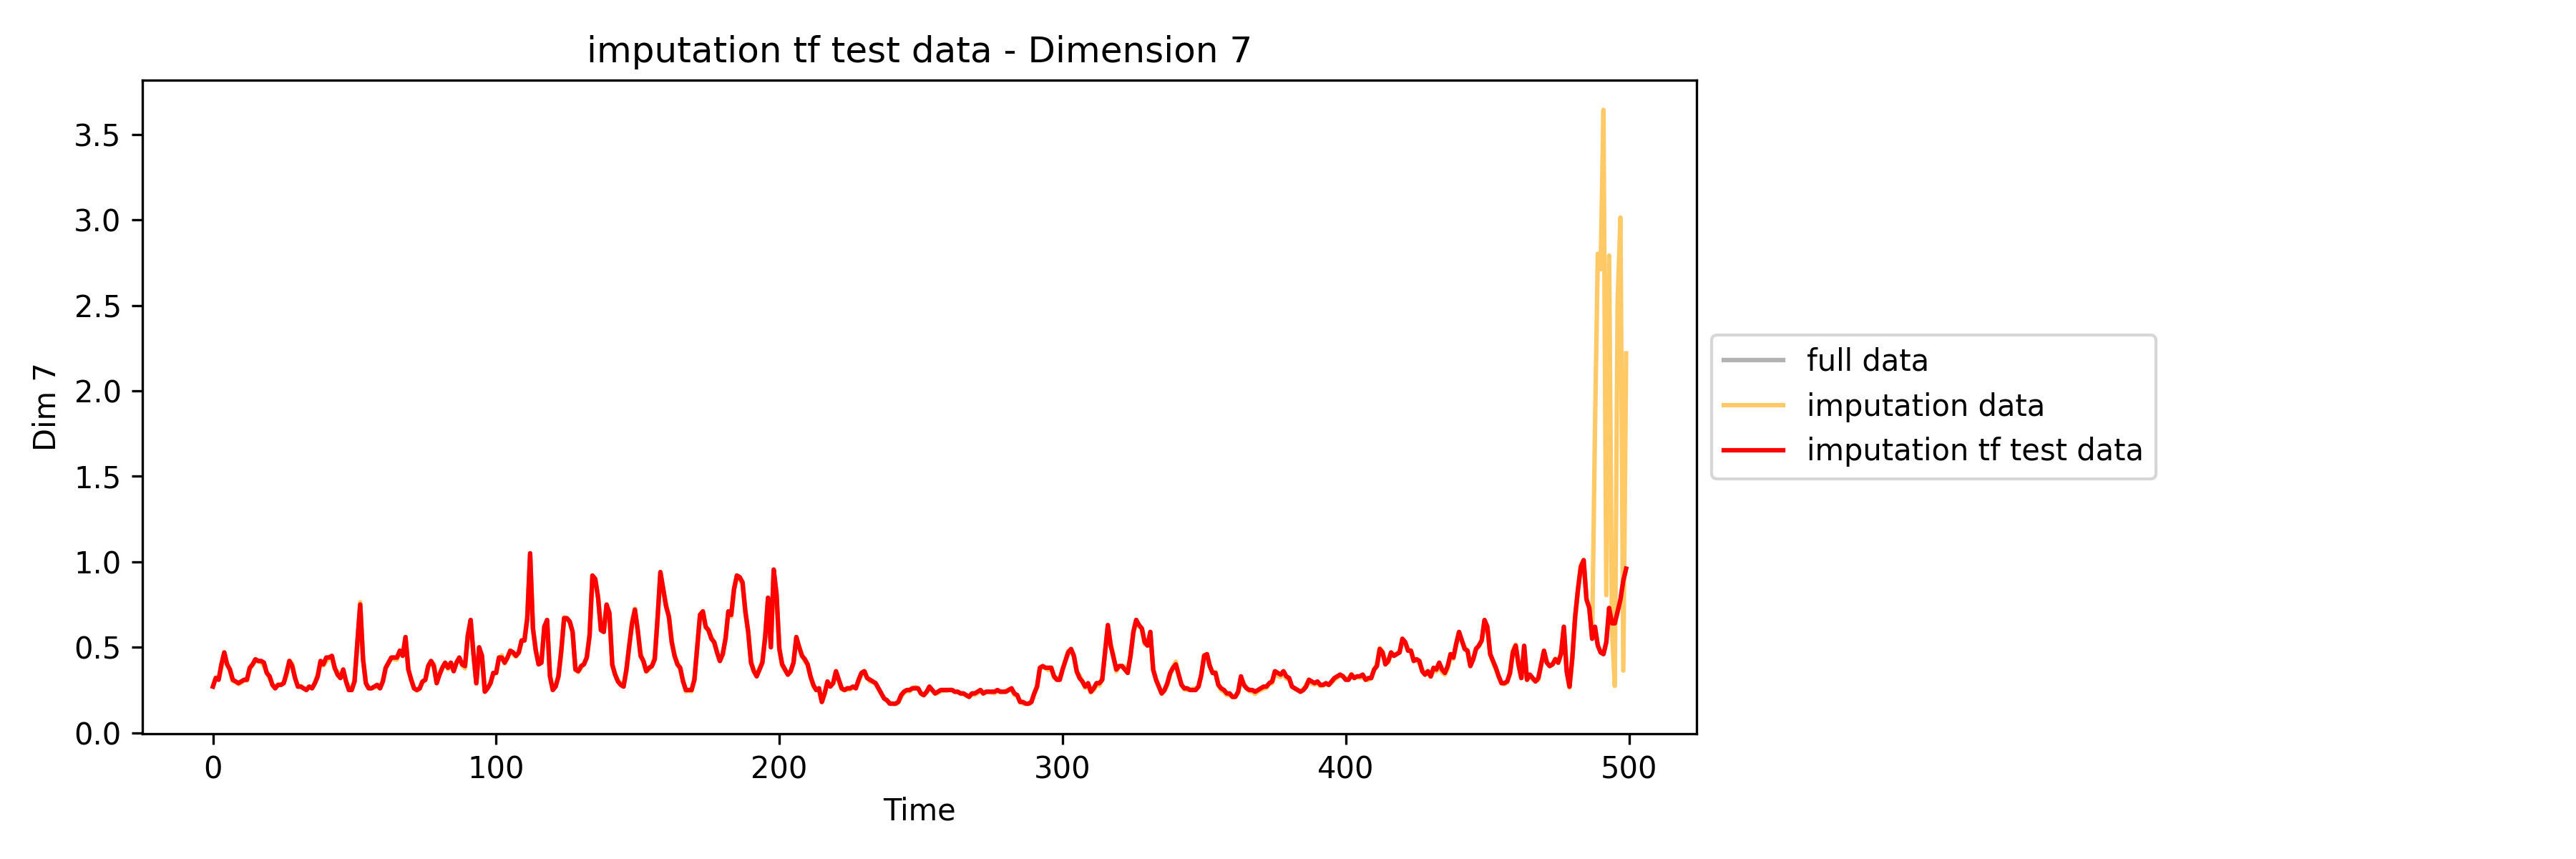 imputation tf test data - Dimension 7
3.5
3.0
2.5
2.0
1.5
1.0
0.5
0.0
Dim 7
0 100 200 300 400 500
Time
full data
imputation data
imputation tf test data